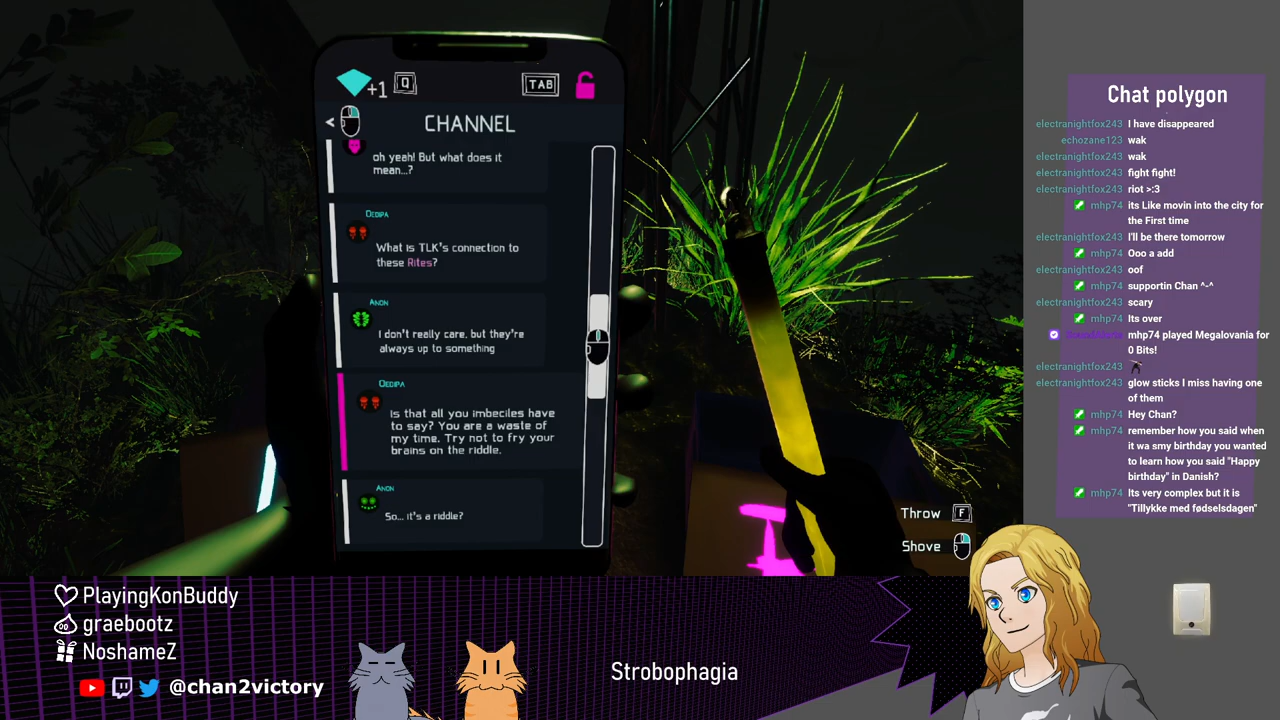 +1
Q
TAB
<
CHANNEL
oh yeah! But what does it
mean...?
Oedipa
What is TLK's connection to
these Rites?
Anon
I don't really care, but they're
always up to something
Oedipa
Is that all you imbeciles have
to say? You are a waste of
my time. Try not to fry your
brains on the riddle.
Anon
So... it's a riddle?
Throw F
Shove
Chat polygon
electranightfox243 I have disappeared
echozane123 wak
electranightfox243 wak
electranightfox243 fight fight!
electranightfox243 riot >:3
mhp74 its Like movin into the city for
the First time
electranightfox243 I'll be there tomorrow
mhp74 Ooo a add
electranightfox243 oof
mhp74 supportin Chan ^-^
electranightfox243 scary
mhp74 Its over
mhp74 played Megalovania for
0 Bits!
electranightfox243
electranightfox243 glow sticks I miss having one
of them
mhp74 Hey Chan?
mhp74 remember how you said when
it wa smy birthday you wanted
to learn how you said "Happy
birthday" in Danish?
mhp74 Its very complex but it is
"Tillykke med fødselsdagen"
PlayingKonBuddy
graebootz
NoshameZ
@chan2victory
Strobophagia